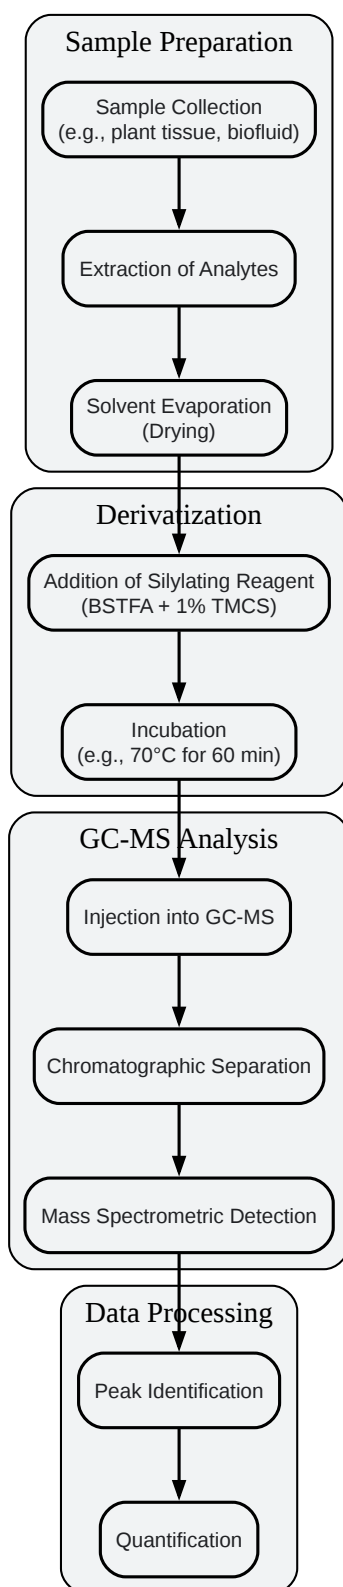 Sample Preparation
Sample Collection
(e.g., plant tissue, biofluid)
Extraction of Analytes
Solvent Evaporation
(Drying)
Derivatization
Addition of Silylating Reagent
(BSTFA + 1% TMCS)
Incubation
(e.g., 70°C for 60 min)
GC-MS Analysis
Injection into GC-MS
Chromatographic Separation
Mass Spectrometric Detection
Data Processing
Peak Identification
Quantification